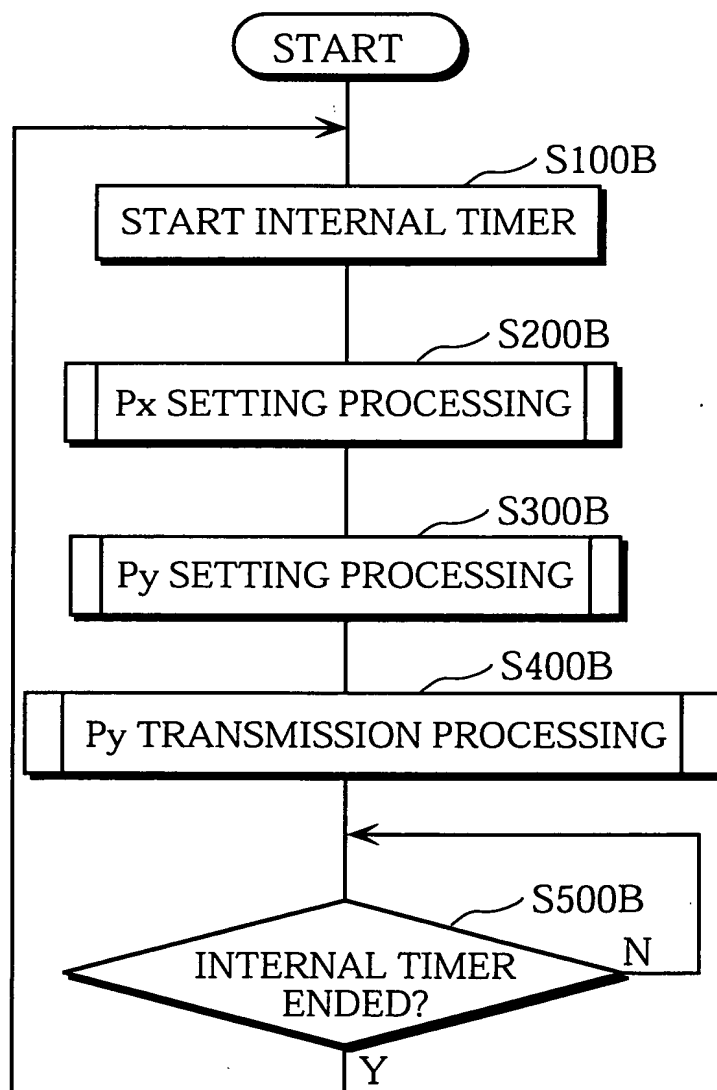 START
S100B
START INTERNAL TIMER
S200B
Px SETTING PROCESSING
S300B
Py SETTING PROCESSING
S400B
Py TRANSMISSION PROCESSING
S500B
INTERNAL TIMER
ENDED?
N
Y